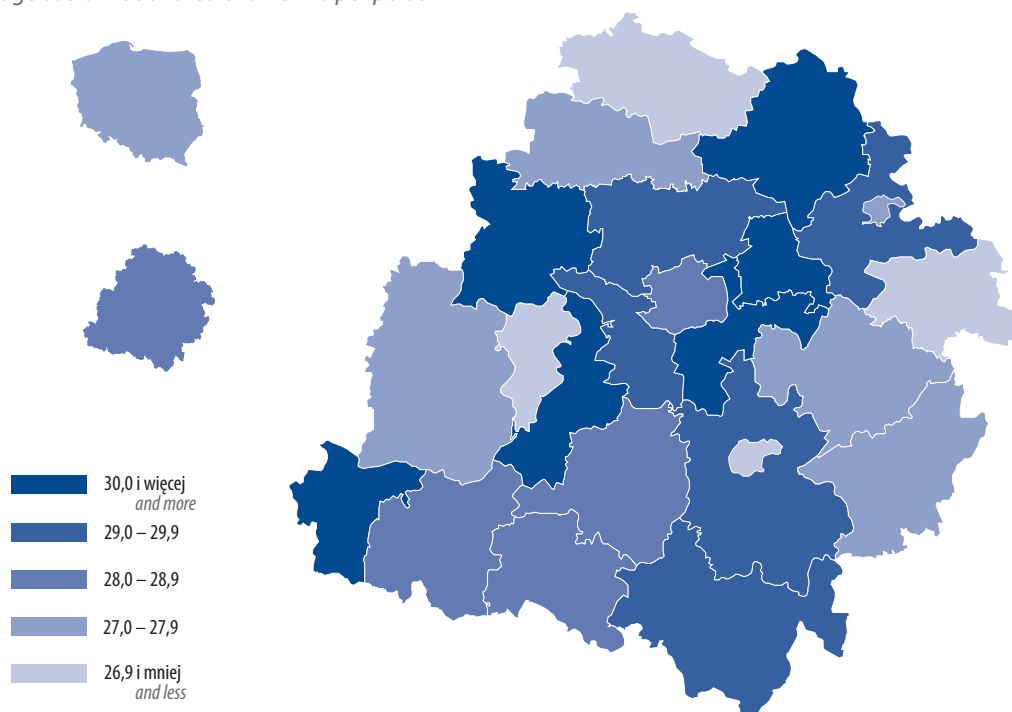 30,0 i więcej
and more
29,0 – 29,9
28,0 – 28,9
27,0 – 27,9
26,9 i mniej
and less